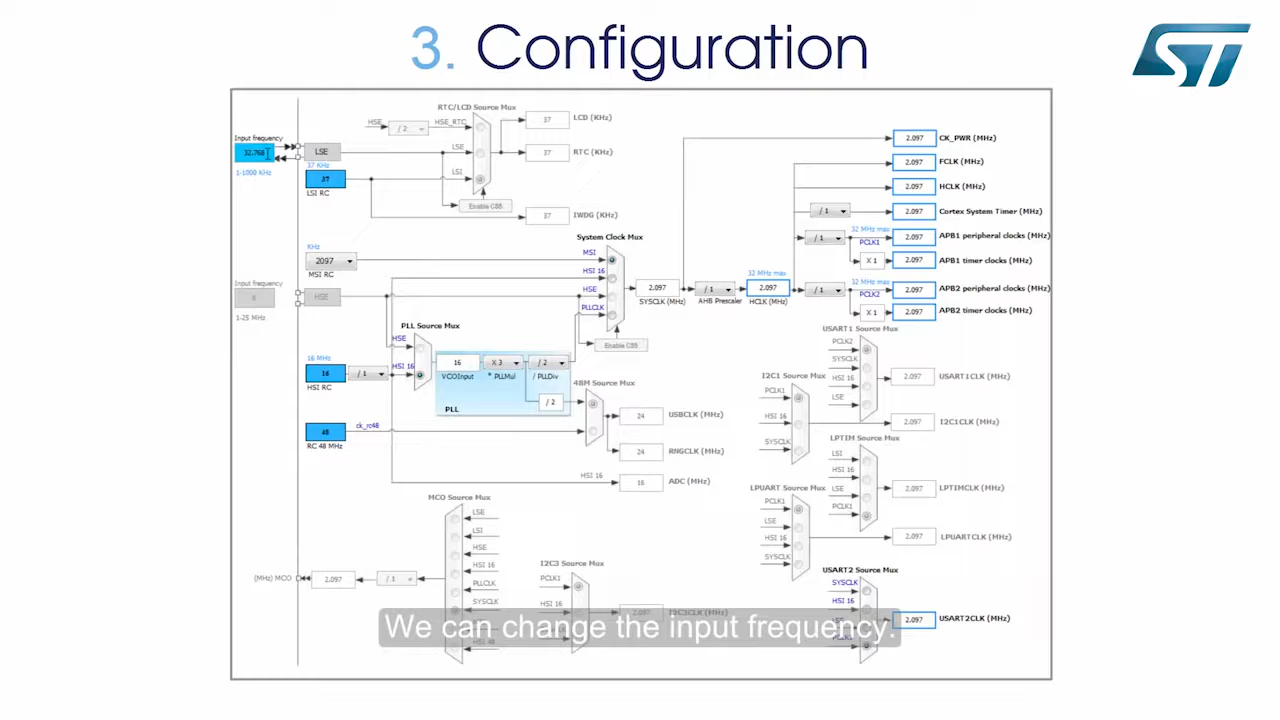 3. Configuration
ST
RTC/LCD Source Mux
HSE
/ 2
HSE_RTC
37
LCD (KHz)
Input frequency
32.768
1-1000 KHz
LSE
LSE
37
RTC (KHz)
37 KHz
37
LSI RC
LSI
Enable CSS
37
IWDG (KHz)
2.097
CK_PWR (MHz)
2.097
FCLK (MHz)
2.097
HCLK (MHz)
/ 1
2.097
Cortex System Timer (MHz)
32 MHz max
/ 1
PCLK1
2.097
APB1 peripheral clocks (MHz)
X 1
2.097
APB1 timer clocks (MHz)
System Clock Mux
KHz
2097
MSI RC
MSI
HSI 16
HSE
PLLCLK
Enable CSS
2.097
SYSCLK (MHz)
/ 1
AHB Prescaler
32 MHz max
2.097
HCLK (MHz)
32 MHz max
/ 1
PCLK2
2.097
APB2 peripheral clocks (MHz)
X 1
2.097
APB2 timer clocks (MHz)
Input frequency
8
1-25 MHz
HSE
PLL Source Mux
HSE
HSI 16
16 MHz
16
HSI RC
/ 1
16
VCOInput
X 3
* PLLMul
/ 2
/ PLLDiv
/ 2
PLL
48M Source Mux
24
USBCLK (MHz)
24
RNGCLK (MHz)
48
RC 48 MHz
ck_rc48
HSI 16
16
ADC (MHz)
USART1 Source Mux
PCLK2
SYSCLK
HSI 16
LSE
2.097
USART1CLK (MHz)
I2C1 Source Mux
PCLK1
HSI 16
SYSCLK
2.097
I2C1CLK (MHz)
LPTIM Source Mux
LSI
HSI 16
LSE
PCLK1
2.097
LPTIMCLK (MHz)
LPUART Source Mux
PCLK1
LSE
HSI 16
SYSCLK
2.097
LPUARTCLK (MHz)
MCO Source Mux
LSE
LSI
HSE
HSI 16
PLLCLK
SYSCLK
HSI 48
(MHz) MCO
2.097
/ 1
I2C3 Source Mux
PCLK1
HSI 16
2.097
I2C3CLK (MHz)
USART2 Source Mux
SYSCLK
HSI 16
LSE
PCLK1
2.097
USART2CLK (MHz)
We can change the input frequency.